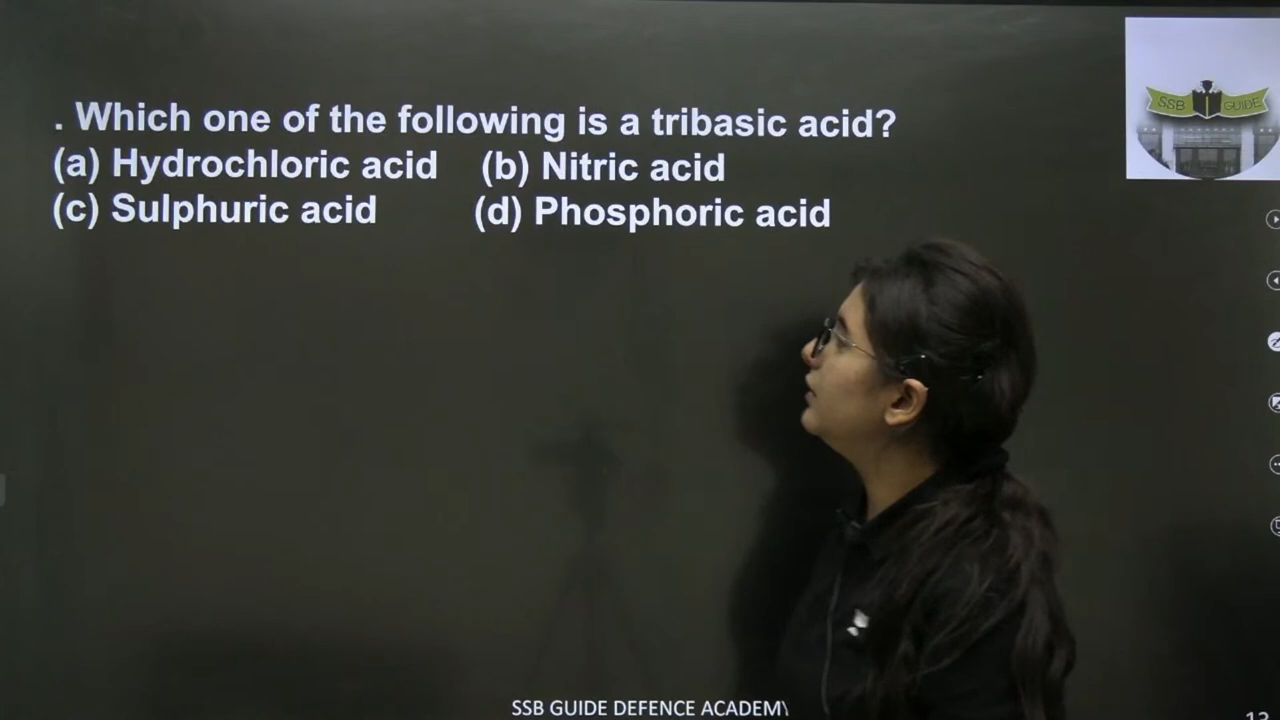 . Which one of the following is a tribasic acid?
(a) Hydrochloric acid (b) Nitric acid
(c) Sulphuric acid (d) Phosphoric acid
SSB GUIDE
SSB GUIDE DEFENCE ACADEM